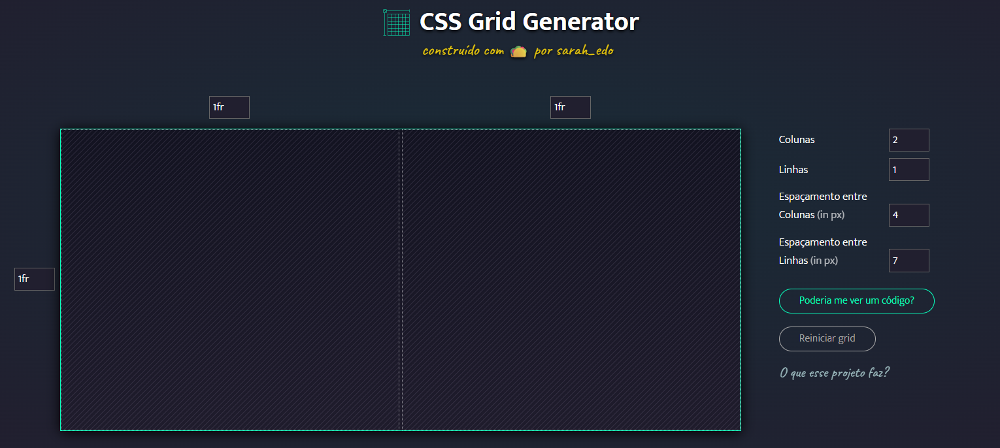 CSS Grid Generator
construído com por sarah_edo
1fr
1fr
1fr
Colunas
2
Linhas
1
Espaçamento entre
Colunas (in px)
4
Espaçamento entre
Linhas (in px)
7
Poderia me ver um código?
Reiniciar grid
O que esse projeto faz?